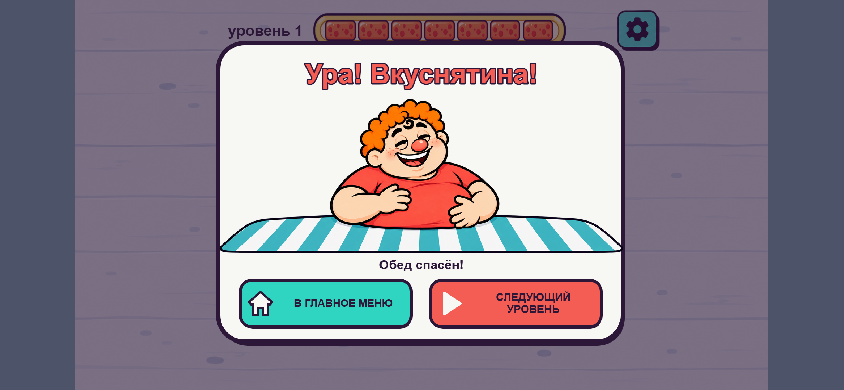 уровень 1
Ура! Вкуснятина!
Обед спасён!
В ГЛАВНОЕ МЕНЮ
СЛЕДУЮЩИЙ
УРОВЕНЬ